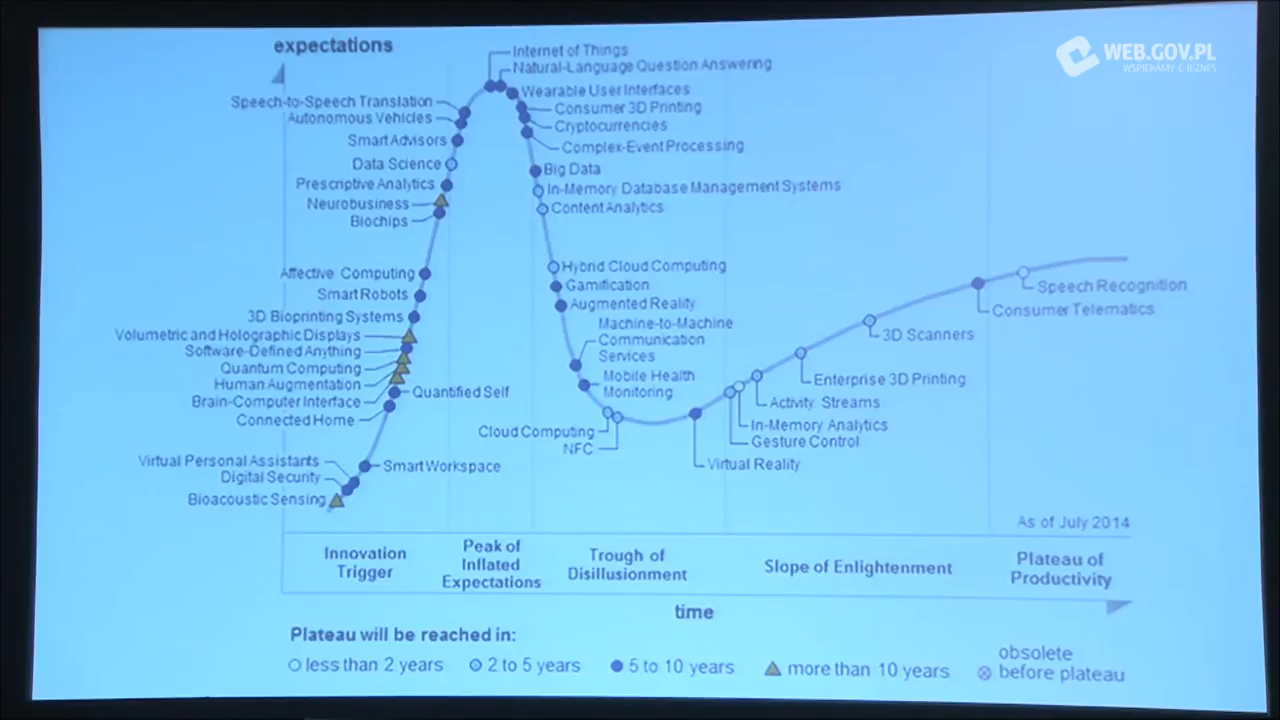 expectations
WEB.GOV.PL
WSPIERAMY E-BIZNES
Internet of Things
Natural-Language Question Answering
Wearable User Interfaces
Consumer 3D Printing
Cryptocurrencies
Complex-Event Processing
Speech-to-Speech Translation
Autonomous Vehicles
Smart Advisors
Data Science
Prescriptive Analytics
Neurobusiness
Biochips
Big Data
In-Memory Database Management Systems
Content Analytics
Affective Computing
Smart Robots
3D Bioprinting Systems
Volumetric and Holographic Displays
Software-Defined Anything
Quantum Computing
Human Augmentation
Brain-Computer Interface
Connected Home
Quantified Self
Hybrid Cloud Computing
Gamification
Augmented Reality
Machine-to-Machine
Communication
Services
Mobile Health
Monitoring
Cloud Computing
NFC
Virtual Personal Assistants
Digital Security
Bioacoustic Sensing
Smart Workspace
Speech Recognition
Consumer Telematics
3D Scanners
Enterprise 3D Printing
Activity Streams
In-Memory Analytics
Gesture Control
Virtual Reality
As of July 2014
Innovation
Trigger
Peak of
Inflated
Expectations
Trough of
Disillusionment
Slope of Enlightenment
Plateau of
Productivity
time
Plateau will be reached in:
less than 2 years
2 to 5 years
5 to 10 years
more than 10 years
obsolete
before plateau